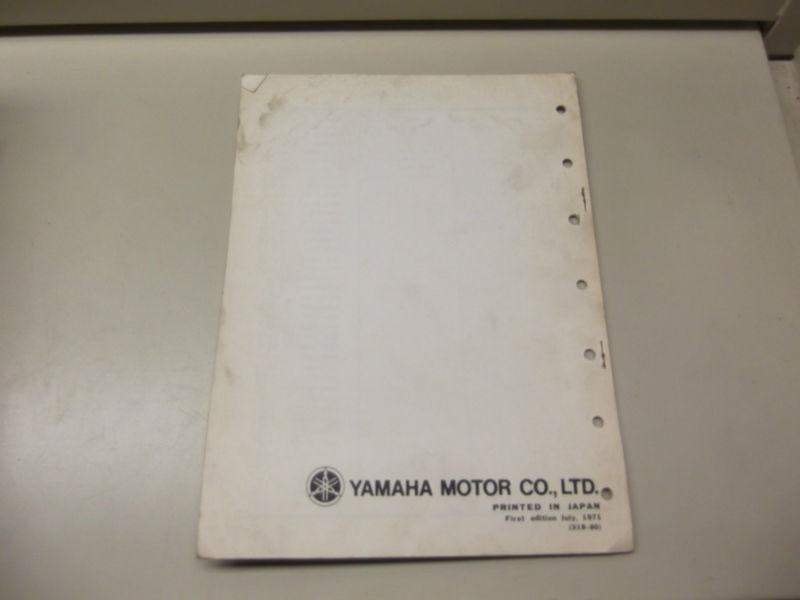 YAMAHA MOTOR CO., LTD.
PRINTED IN JAPAN
First edition July, 1971